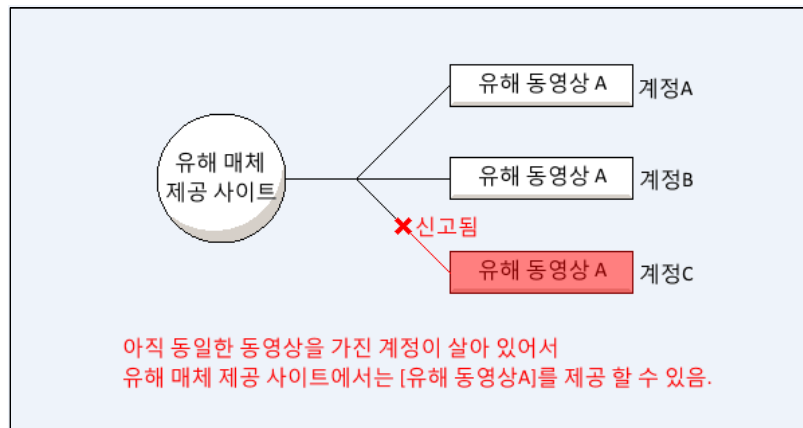 유해 동영상 A 계정A
유해 매체
제공 사이트
유해 동영상 A 계정B
신고됨
유해 동영상 A 계정C
아직 동일한 동영상을 가진 계정이 살아 있어서
유해 매체 제공 사이트에서는 [유해 동영상A]를 제공 할 수 있음.